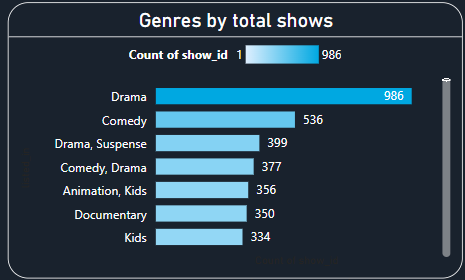 Genres by total shows
Count of show_id 1 986
Drama 986
Comedy 536
Drama, Suspense 399
Comedy, Drama 377
Animation, Kids 356
Documentary 350
Kids 334